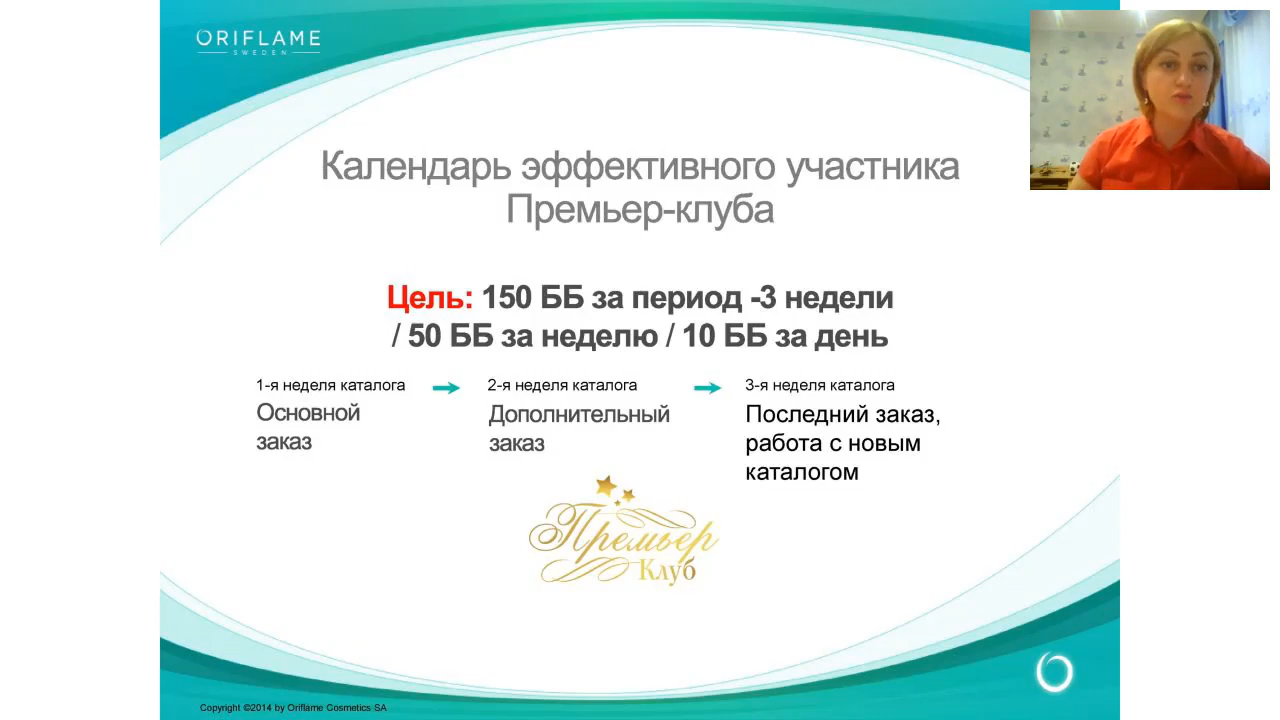 ORIFLAME
SWEDEN
Календарь эффективного участника
Премьер-клуба
Цель: 150 ББ за период -3 недели
/ 50 ББ за неделю / 10 ББ за день
1-я неделя каталога
Основной
заказ
2-я неделя каталога
Дополнительный
заказ
3-я неделя каталога
Последний заказ,
работа с новым
каталогом
Премьер
Клуб
Copyright ©2014 by Oriflame Cosmetics SA